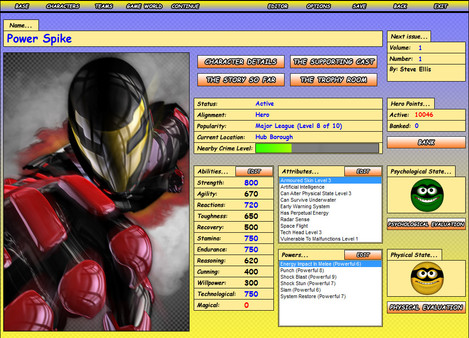 BASE CHARACTERS TEAMS GAME WORLD CONTINUE EDITOR OPTIONS SAVE BACK EXIT
Name...
Power Spike
Next issue...
Volume: 1
Number: 1
By: Steve Ellis
CHARACTER DETAILS
THE SUPPORTING CAST
THE STORY SO FAR
THE TROPHY ROOM
Status: Active
Alignment: Hero
Popularity: Major League (Level 8 of 10)
Current Location: Hub Borough
Nearby Crime Level:
Hero Points...
Active: 10046
Banked: 0
BANK
Abilities... EDIT
Strength: 800
Agility: 670
Reactions: 720
Toughness: 650
Recovery: 500
Stamina: 750
Endurance: 750
Reasoning: 620
Cunning: 400
Willpower: 300
Technological: 750
Magical: 0
Attributes... EDIT
Armoured Skin Level 3
Artificial Intelligence
Can Alter Physical State Level 3
Can Survive Underwater
Early Warning System
Has Perpetual Energy
Radar Sense
Space Flight
Tech Head Level 3
Vulnerable To Malfunctions Level 1
Powers... EDIT
Energy Impact In Melee (Powerful 6)
Punch (Powerful 8)
Shock Blast (Powerful 9)
Shock Stun (Powerful 7)
Slam (Powerful 6)
System Restore (Powerful 7)
Psychological State...
PSYCHOLOGICAL EVALUATION
Physical State...
PHYSICAL EVALUATION